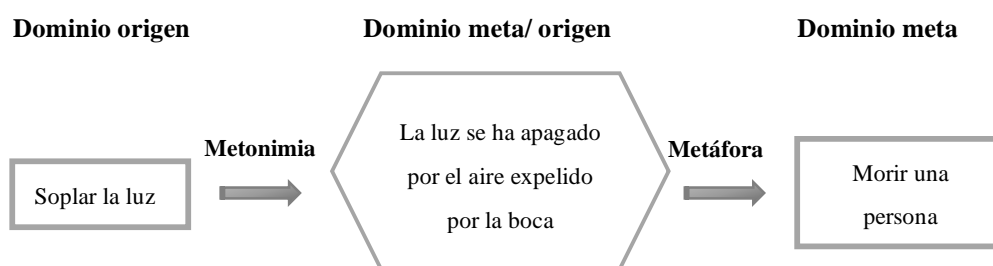 Dominio origen
Dominio meta/ origen
Dominio meta
Soplar la luz
Metonimia
La luz se ha apagado
por el aire expelido
por la boca
Metáfora
Morir una
persona